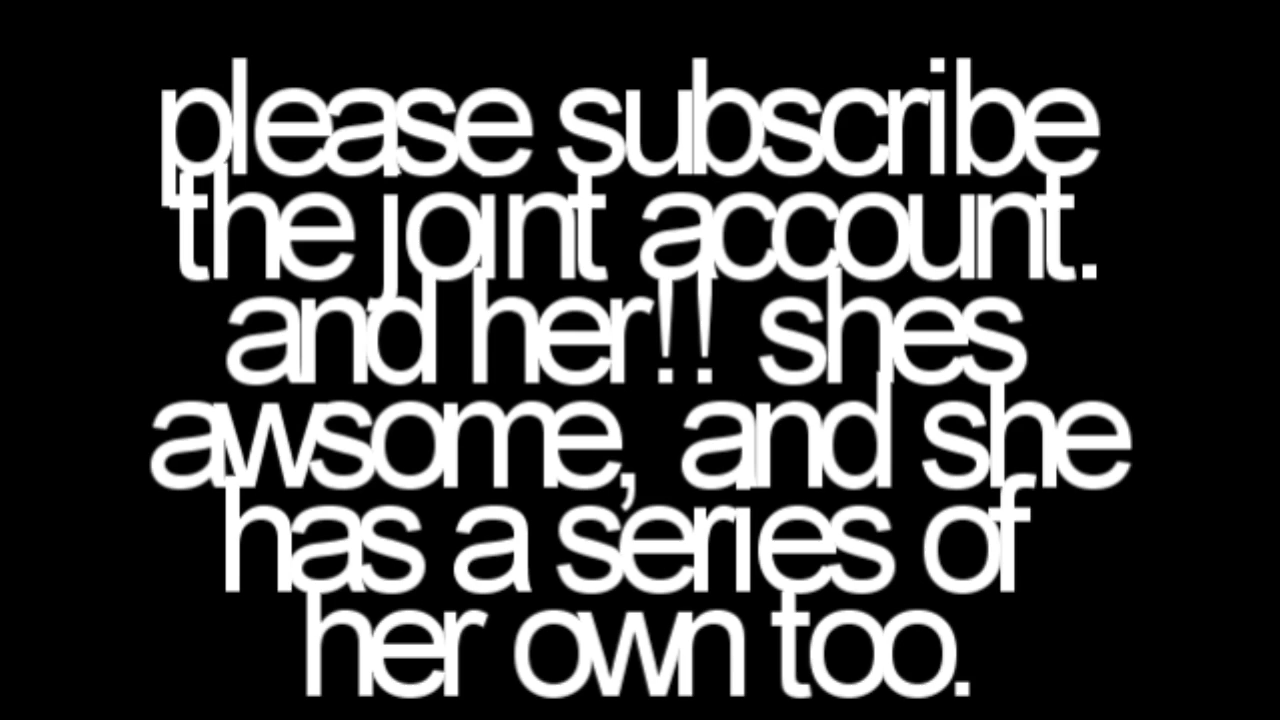 please subscribe
the joint account.
and her!! shes
awsome, and she
has a series of
her own too.